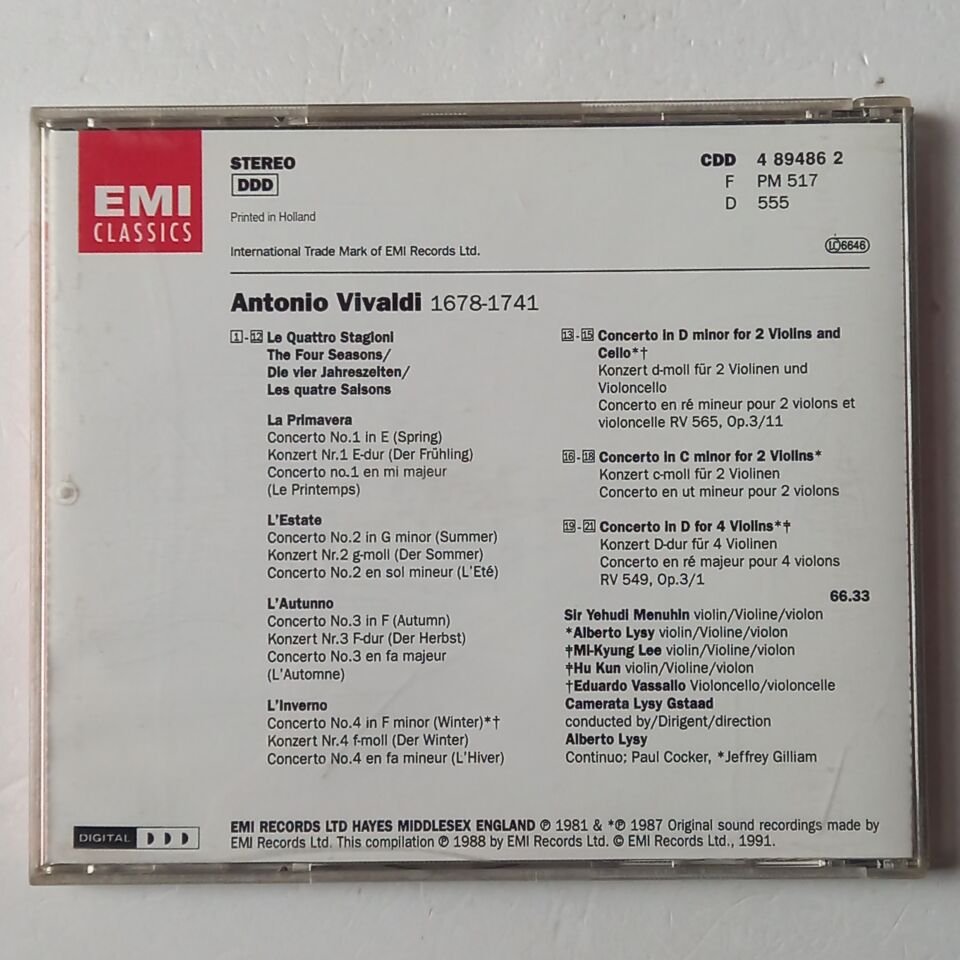 EMI
CLASSICS
STEREO
DDD
Printed in Holland
International Trade Mark of EMI Records Ltd.
CDD 4 89486 2
F PM 517
D 555
LC 6646
Antonio Vivaldi 1678-1741
1-12 Le Quattro Stagioni
The Four Seasons/
Die vier Jahreszeiten/
Les quatre Saisons
La Primavera
Concerto No.1 in E (Spring)
Konzert Nr.1 E-dur (Der Frühling)
Concerto no.1 en mi majeur
(Le Printemps)
L'Estate
Concerto No.2 in G minor (Summer)
Konzert Nr.2 g-moll (Der Sommer)
Concerto No.2 en sol mineur (L'Eté)
L'Autunno
Concerto No.3 in F (Autumn)
Konzert Nr.3 F-dur (Der Herbst)
Concerto No.3 en fa majeur
(L'Automne)
L'Inverno
Concerto No.4 in F minor (Winter)*†
Konzert Nr.4 f-moll (Der Winter)
Concerto No.4 en fa mineur (L'Hiver)
13-15 Concerto in D minor for 2 Violins and
Cello*†
Konzert d-moll für 2 Violinen und
Violoncello
Concerto en ré mineur pour 2 violons et
violoncelle RV 565, Op.3/11
16-18 Concerto in C minor for 2 Violins*
Konzert c-moll für 2 Violinen
Concerto en ut mineur pour 2 violons
19-21 Concerto in D for 4 Violins*†
Konzert D-dur für 4 Violinen
Concerto en ré majeur pour 4 violons
RV 549, Op.3/1
66.33
Sir Yehudi Menuhin violin/Violine/violon
*Alberto Lysy violin/Violine/violon
†Mi-Kyung Lee violin/Violine/violon
†Hu Kun violin/Violine/violon
†Eduardo Vassallo Violoncello/violoncelle
Camerata Lysy Gstaad
conducted by/Dirigent/direction
Alberto Lysy
Continuo; Paul Cocker, *Jeffrey Gilliam
DIGITAL
EMI RECORDS LTD HAYES MIDDLESEX ENGLAND ℗ 1981 & *℗ 1987 Original sound recordings made by
EMI Records Ltd. This compilation ℗ 1988 by EMI Records Ltd. © EMI Records Ltd., 1991.